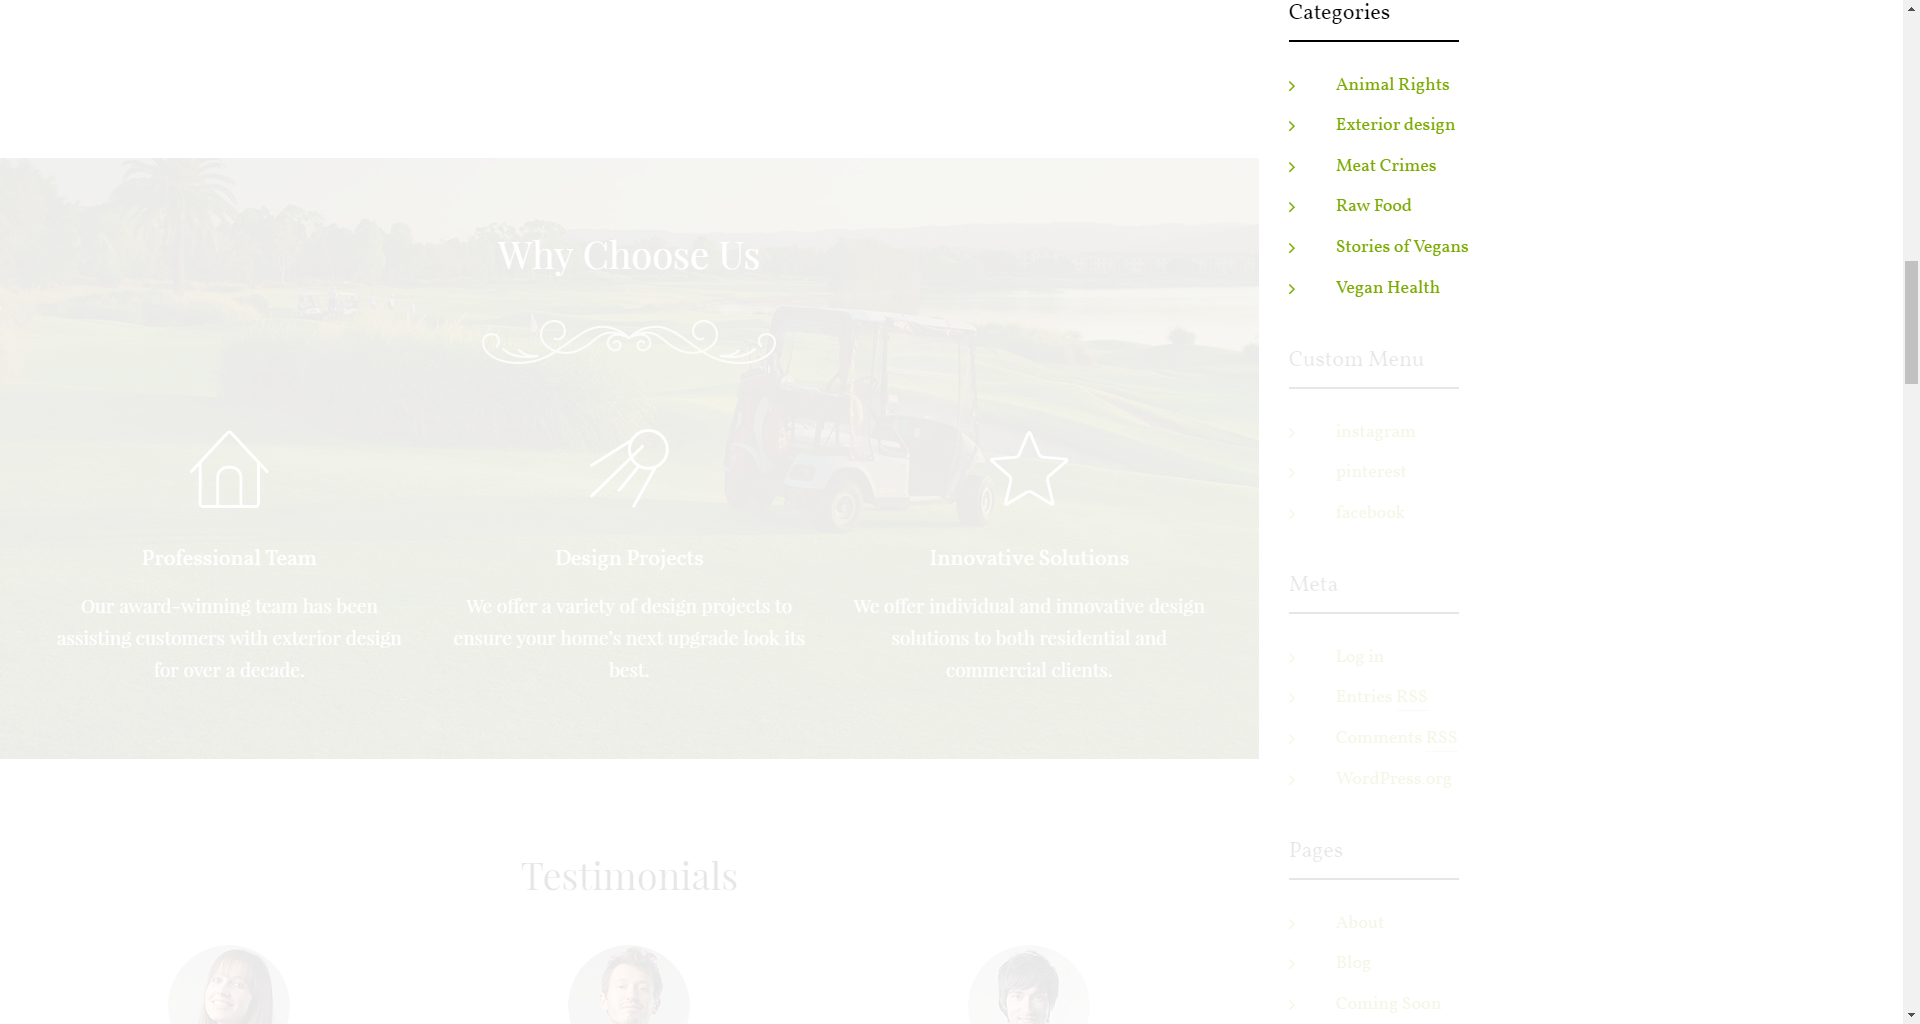 Categories
Animal Rights
Exterior design
Meat Crimes
Raw Food
Stories of Vegans
Vegan Health
Custom Menu
instagram
pinterest
facebook
Meta
Log in
Entries RSS
Comments RSS
WordPress.org
Pages
About
Blog
Coming Soon
Why Choose Us
Professional Team
Our award-winning team has been
assisting customers with exterior design
for over a decade.
Design Projects
We offer a variety of design projects to
ensure your home's next upgrade look its
best.
Innovative Solutions
We offer individual and innovative design
solutions to both residential and
commercial clients.
Testimonials